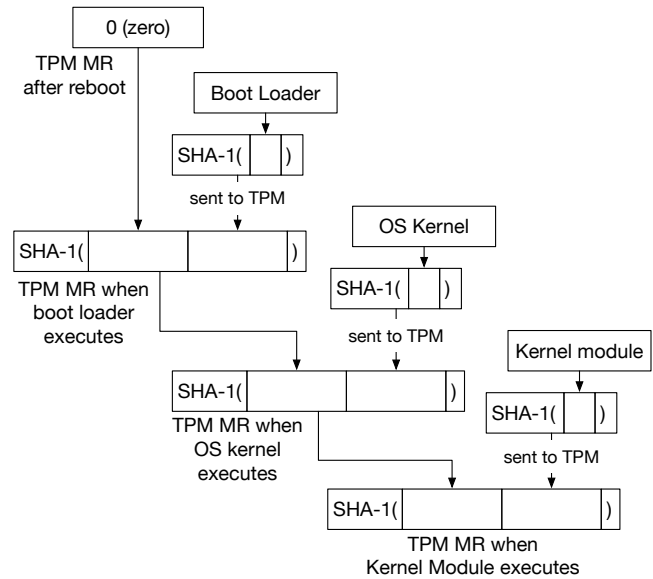 0 (zero)
TPM MR
after reboot
Boot Loader
SHA-1( )
sent to TPM
SHA-1( )
TPM MR when
boot loader
executes
OS Kernel
SHA-1( )
sent to TPM
SHA-1( )
TPM MR when
OS kernel
executes
Kernel module
SHA-1( )
sent to TPM
SHA-1( )
TPM MR when
Kernel Module executes